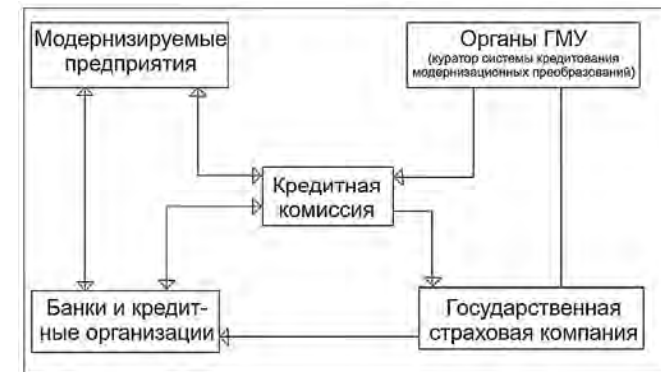 Модернизируемые
предприятия
Органы ГМУ
(куратор системы кредитования
модернизационных преобразований)
Кредитная
комиссия
Банки и кредит-
ные организации
Государственная
страховая компания